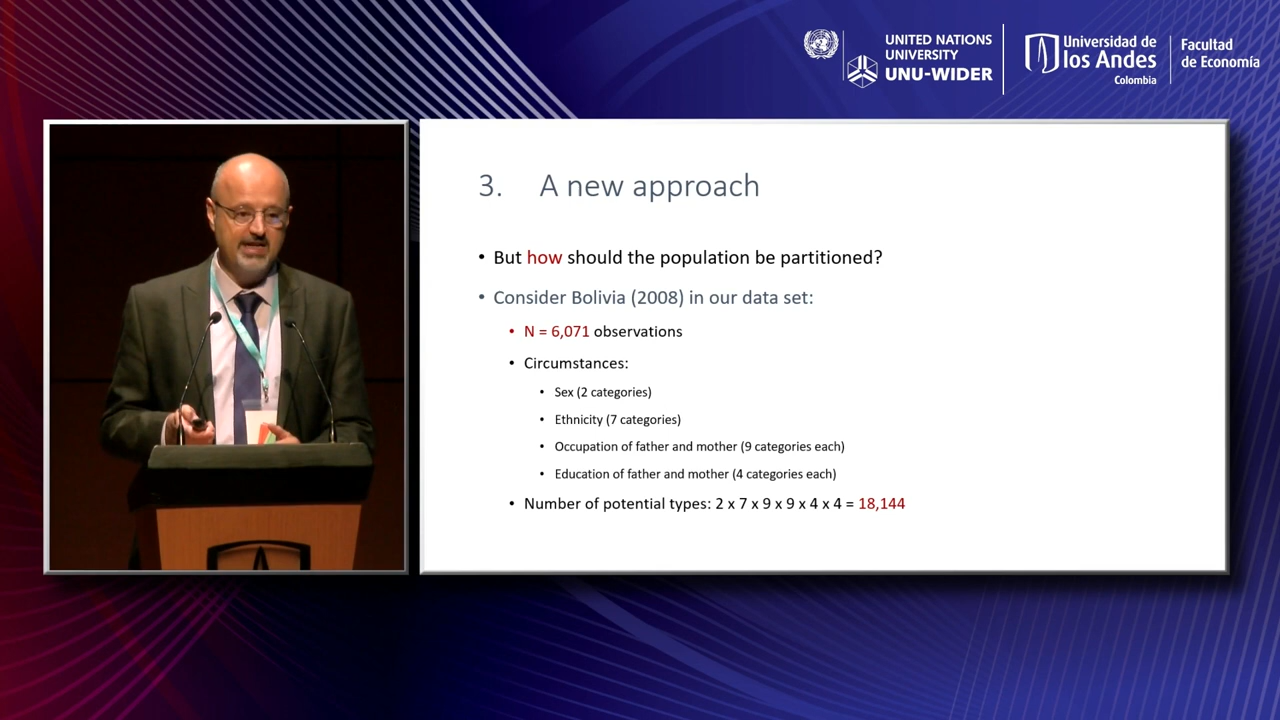 UNITED NATIONS
UNIVERSITY
UNU-WIDER
Universidad de
los Andes
Colombia
Facultad
de Economía
3. A new approach
• But how should the population be partitioned?
• Consider Bolivia (2008) in our data set:
• N = 6,071 observations
• Circumstances:
• Sex (2 categories)
• Ethnicity (7 categories)
• Occupation of father and mother (9 categories each)
• Education of father and mother (4 categories each)
• Number of potential types: 2 x 7 x 9 x 9 x 4 x 4 = 18,144